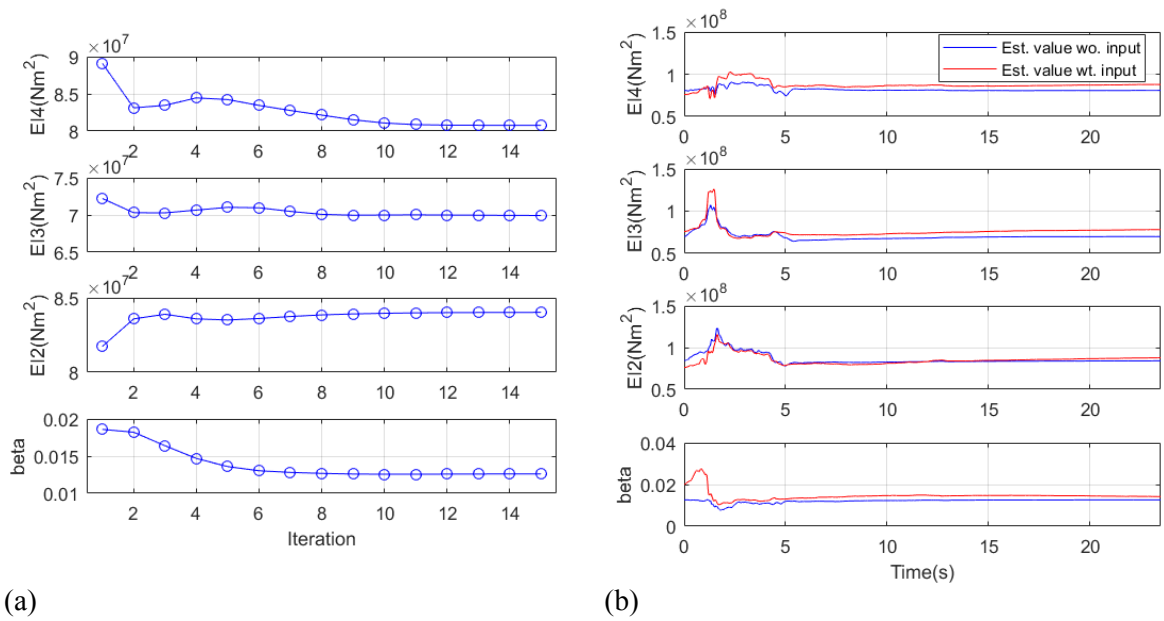 ×10^7
9
8.5
8
EI4(Nm^2)
2 4 6 8 10 12 14
×10^7
7.5
7
6.5
EI3(Nm^2)
2 4 6 8 10 12 14
×10^7
8.5
8
EI2(Nm^2)
2 4 6 8 10 12 14
0.02
0.015
0.01
beta
2 4 6 8 10 12 14
Iteration
(a)
×10^8
1.5
1
0.5
EI4(Nm^2)
Est. value wo. input
Est. value wt. input
0 5 10 15 20
×10^8
1.5
1
0.5
EI3(Nm^2)
0 5 10 15 20
×10^8
1.5
1
0.5
EI2(Nm^2)
0 5 10 15 20
0.04
0.02
0
beta
0 5 10 15 20
Time(s)
(b)